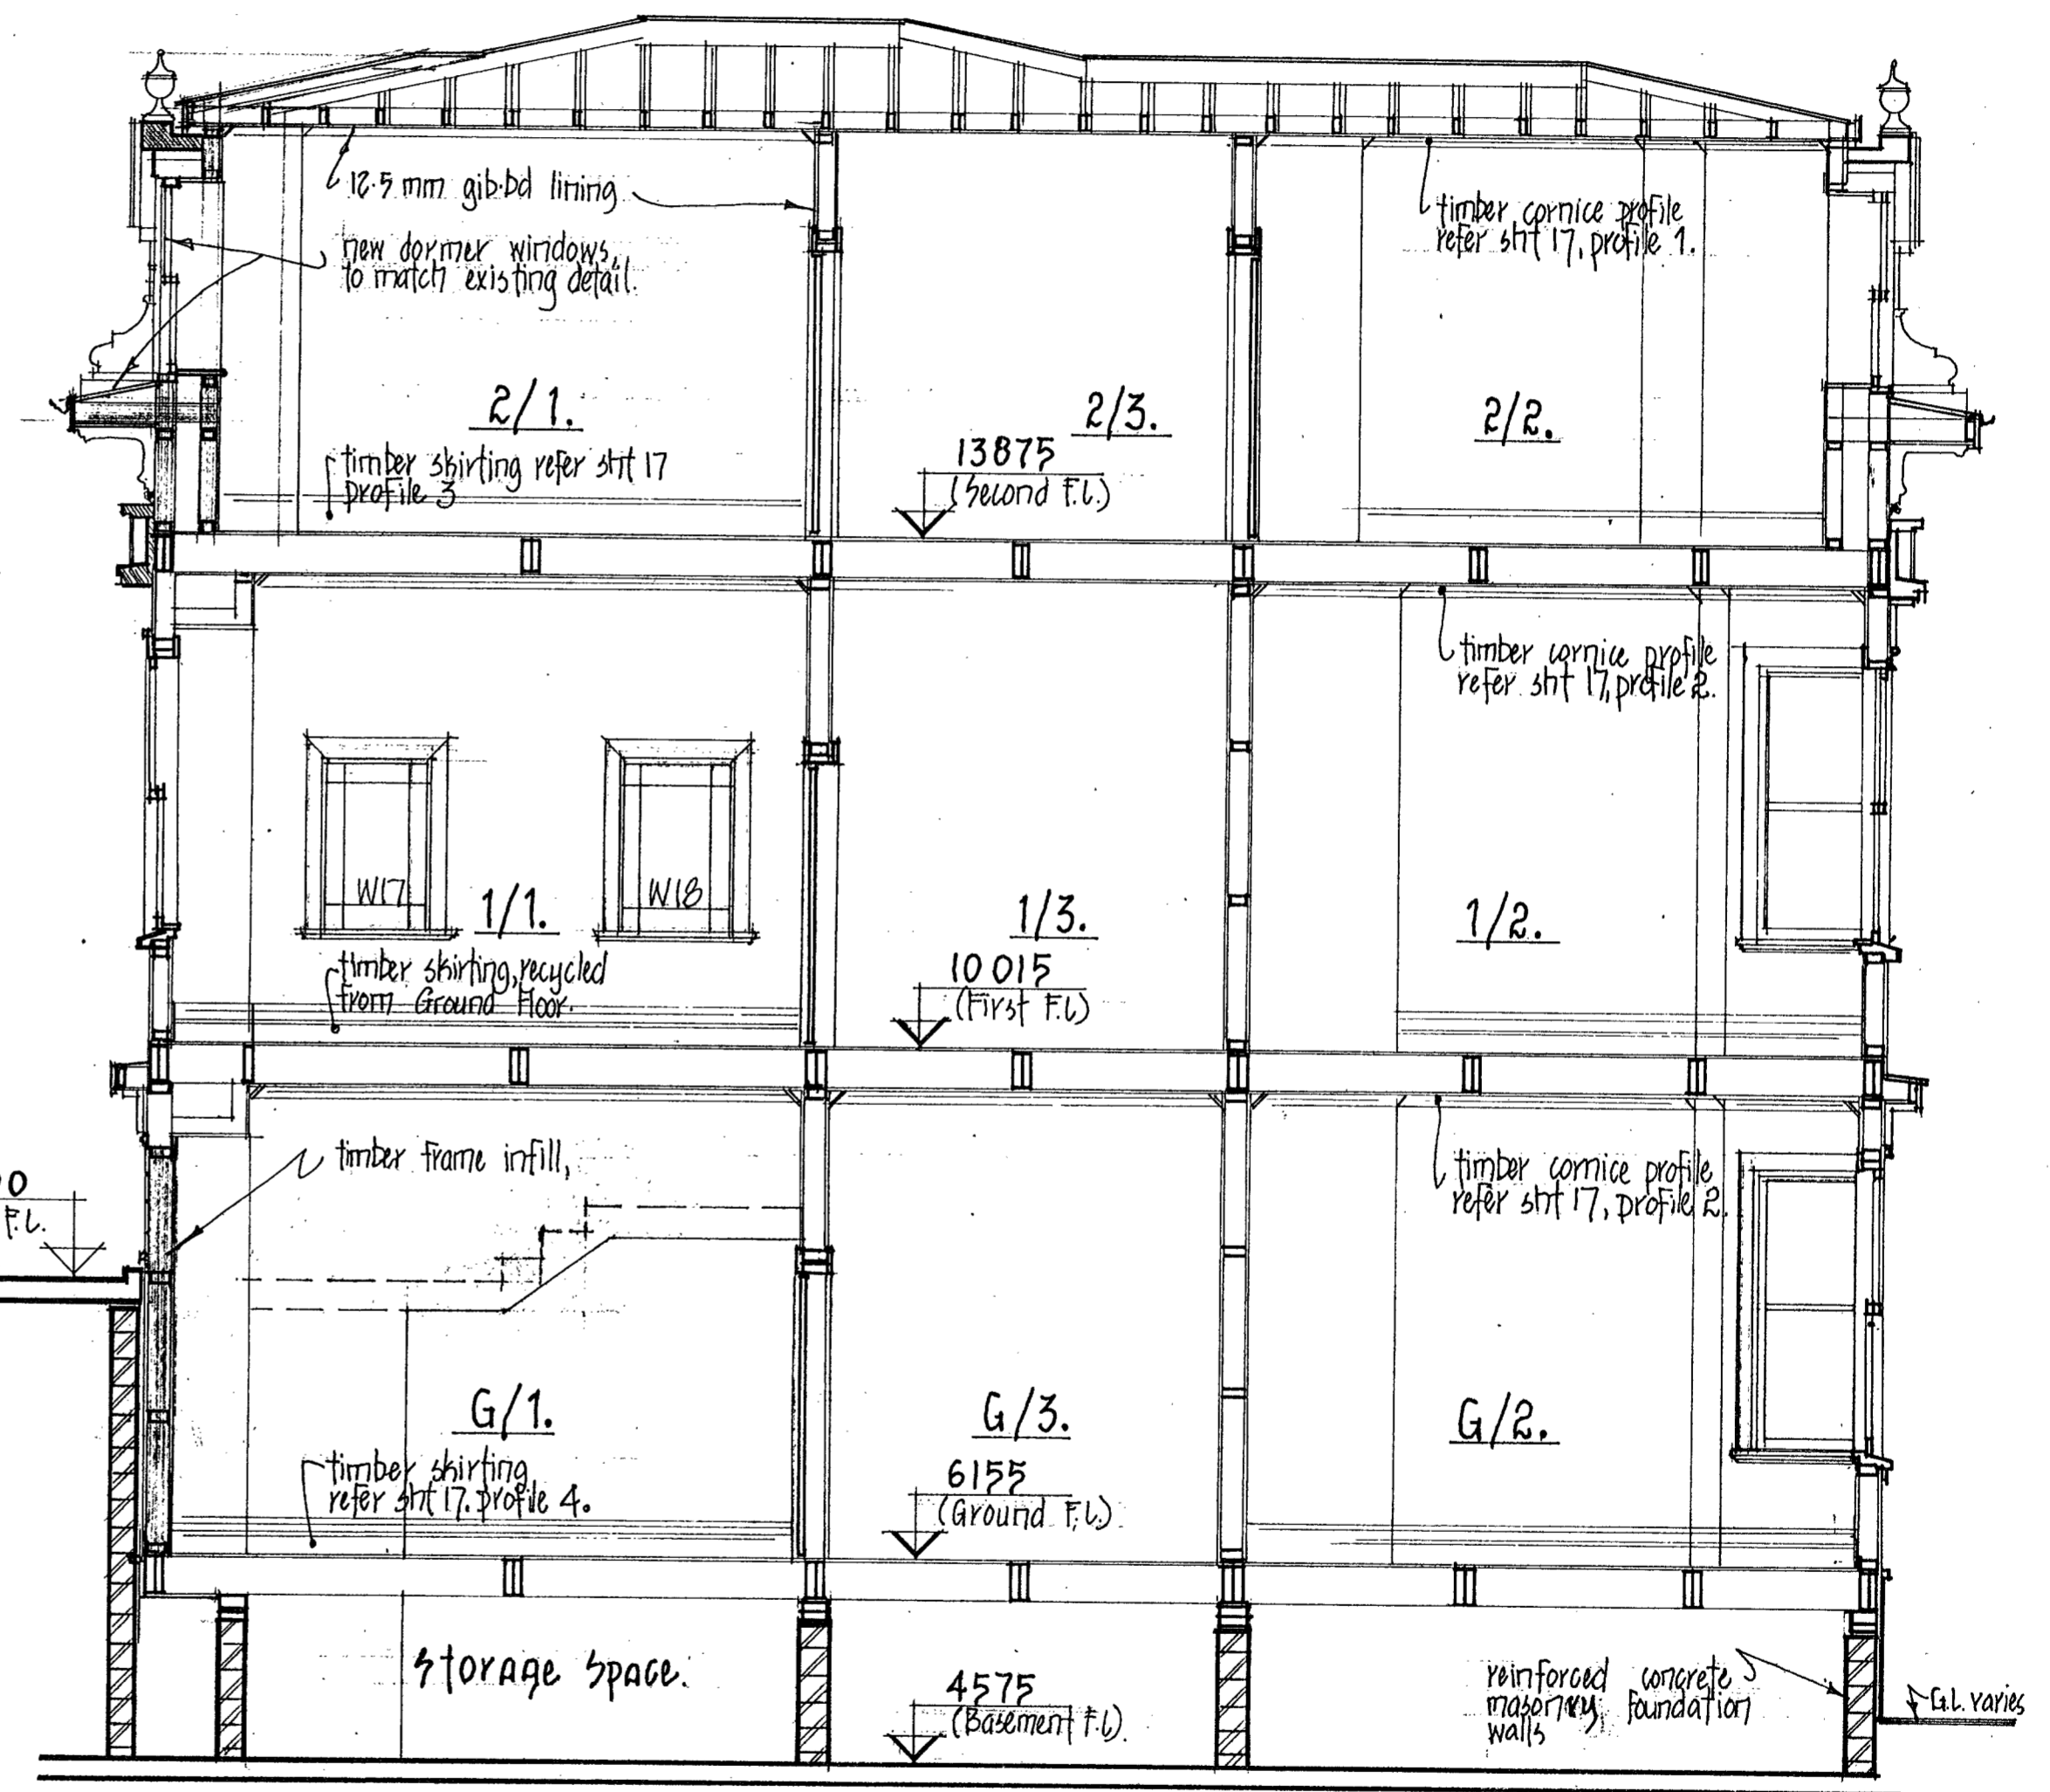 12.5 mm gib.bd lining
new dormer windows,
to match existing detail.
timber cornice profile
refer sht 17, profile 1.
2/1.
2/3.
2/2.
timber skirting refer sht 17
profile 3
13875
(Second F.L.)
timber cornice profile
refer sht 17, profile 2.
W17
W18
1/1.
1/3.
1/2.
timber skirting, recycled
from Ground Floor.
10 015
(First F.L)
timber frame infill,
timber cornice profile
refer sht 17, profile 2.
0
F.L.
G/1.
G/3.
G/2.
timber skirting
refer sht 17. profile 4.
6155
(Ground F.L.)
storage space.
4575
(Basement F.L).
reinforced concrete
masonry foundation
walls
G.L. varies